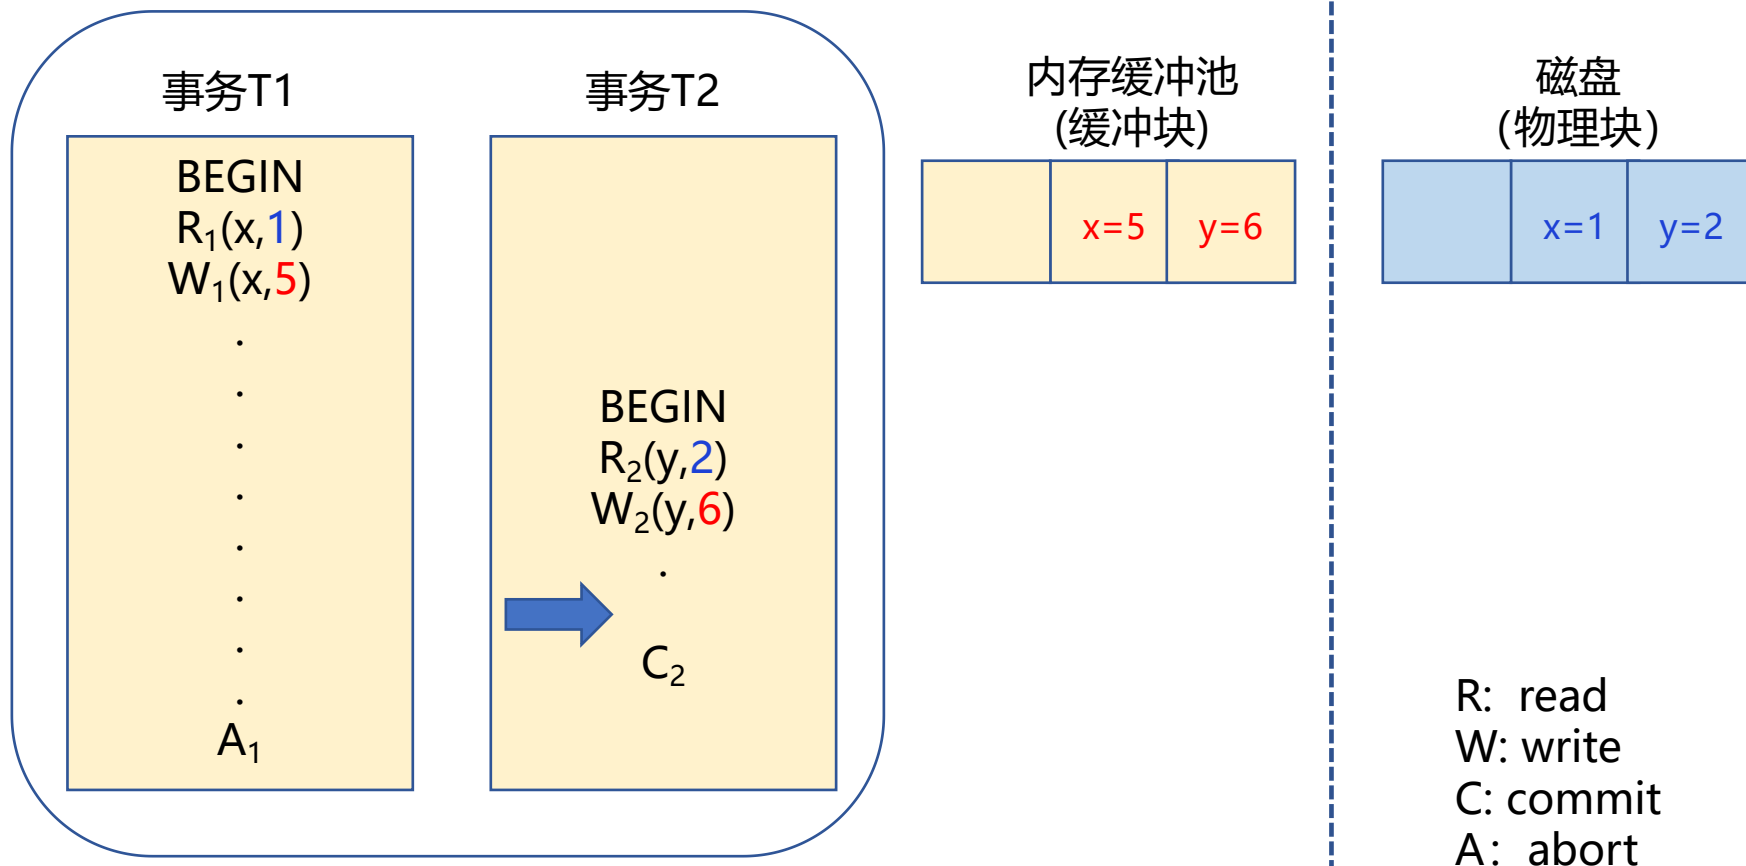 事务T1
BEGIN
R₁(x,1)
W₁(x,5)
.
.
.
.
.
.
.
.
A₁
事务T2
BEGIN
R₂(y,2)
W₂(y,6)
.
C₂
内存缓冲池
(缓冲块)
x=5 y=6
磁盘
(物理块)
x=1 y=2
R: read
W: write
C: commit
A: abort